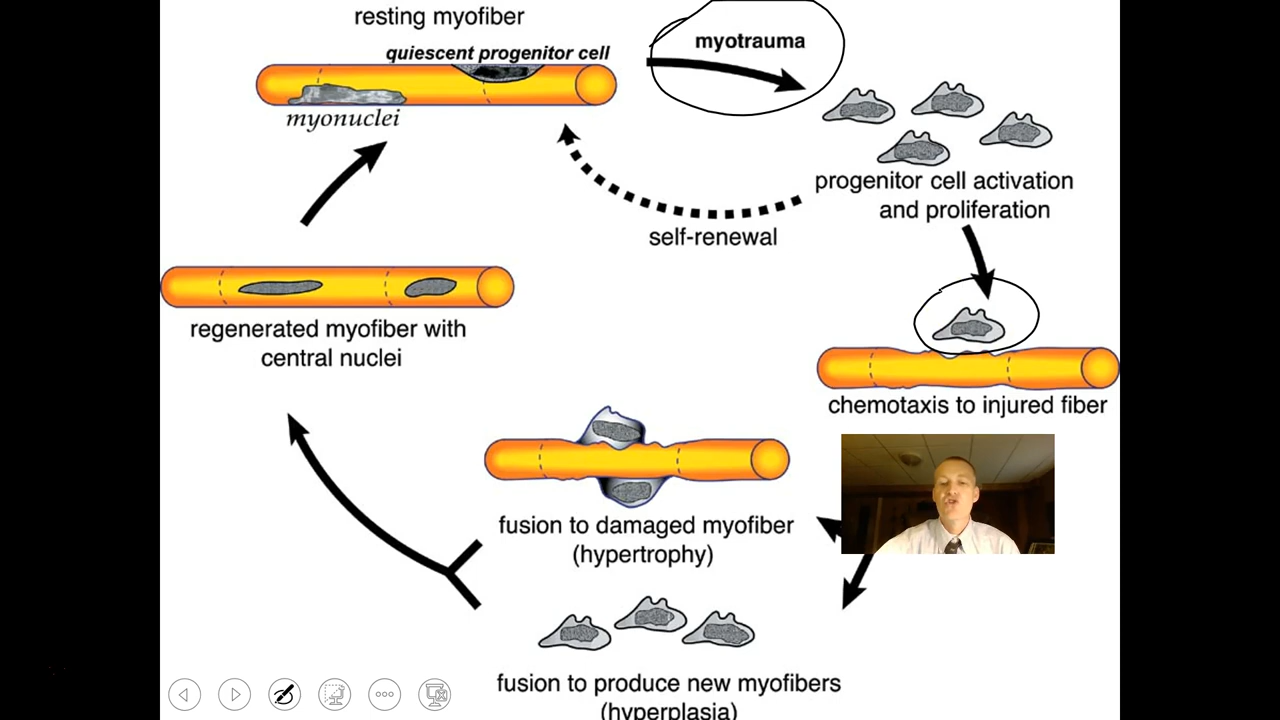 resting myofiber
quiescent progenitor cell
myotrauma
myonuclei
progenitor cell activation
and proliferation
self-renewal
regenerated myofiber with
central nuclei
chemotaxis to injured fiber
fusion to damaged myofiber
(hypertrophy)
fusion to produce new myofibers
(hyperplasia)